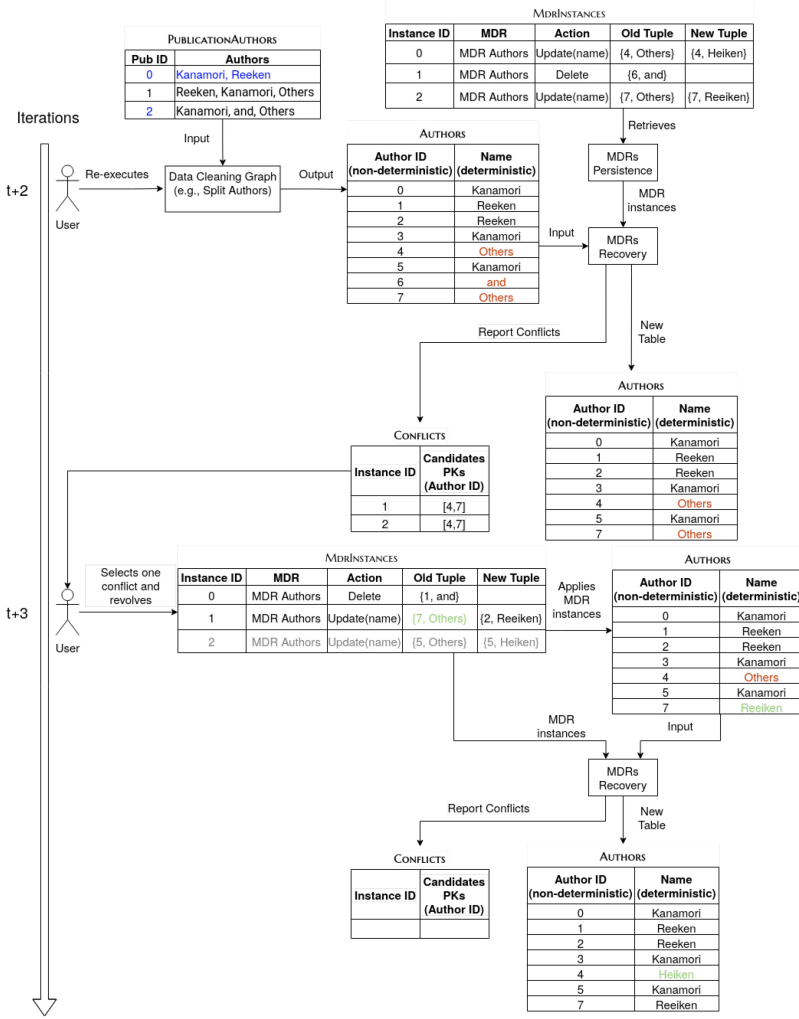 MDRINSTANCES
Instance ID MDR Action Old Tuple New Tuple
0 MDR Authors Update(name) {4, Others} {4, Heiken}
1 MDR Authors Delete {6, and}
2 MDR Authors Update(name) {7, Others} {7, Reeiken}
PUBLICATIONAUTHORS
Pub ID Authors
0 Kanamori, Reeken
1 Reeken, Kanamori, Others
2 Kanamori, and, Others
Iterations
Input
Retrieves
t+2
User
Re-executes
Data Cleaning Graph
(e.g., Split Authors)
Output
AUTHORS
Author ID Name
(non-deterministic) (deterministic)
0 Kanamori
1 Reeken
2 Reeken
3 Kanamori
4 Others
5 Kanamori
6 and
7 Others
MDRs
Persistence
MDR
instances
Input
MDRs
Recovery
Report Conflicts
New
Table
AUTHORS
Author ID Name
(non-deterministic) (deterministic)
0 Kanamori
1 Reeken
2 Reeken
3 Kanamori
4 Others
5 Kanamori
7 Others
CONFLICTS
Instance ID Candidates
PKs
(Author ID)
1 [4,7]
2 [4,7]
t+3
User
Selects one
conflict and
revolves
MDRINSTANCES
Instance ID MDR Action Old Tuple New Tuple
0 MDR Authors Delete {1, and}
1 MDR Authors Update(name) {7, Others} {2, Reeiken}
2 MDR Authors Update(name) {5, Others} {5, Heiken}
Applies
MDR
instances
AUTHORS
Author ID Name
(non-deterministic) (deterministic)
0 Kanamori
1 Reeken
2 Reeken
3 Kanamori
4 Others
5 Kanamori
7 Reeiken
MDR
instances
Input
MDRs
Recovery
Report Conflicts
New
Table
CONFLICTS
Instance ID Candidates
PKs
(Author ID)
AUTHORS
Author ID Name
(non-deterministic) (deterministic)
0 Kanamori
1 Reeken
2 Reeken
3 Kanamori
4 Heiken
5 Kanamori
7 Reeiken